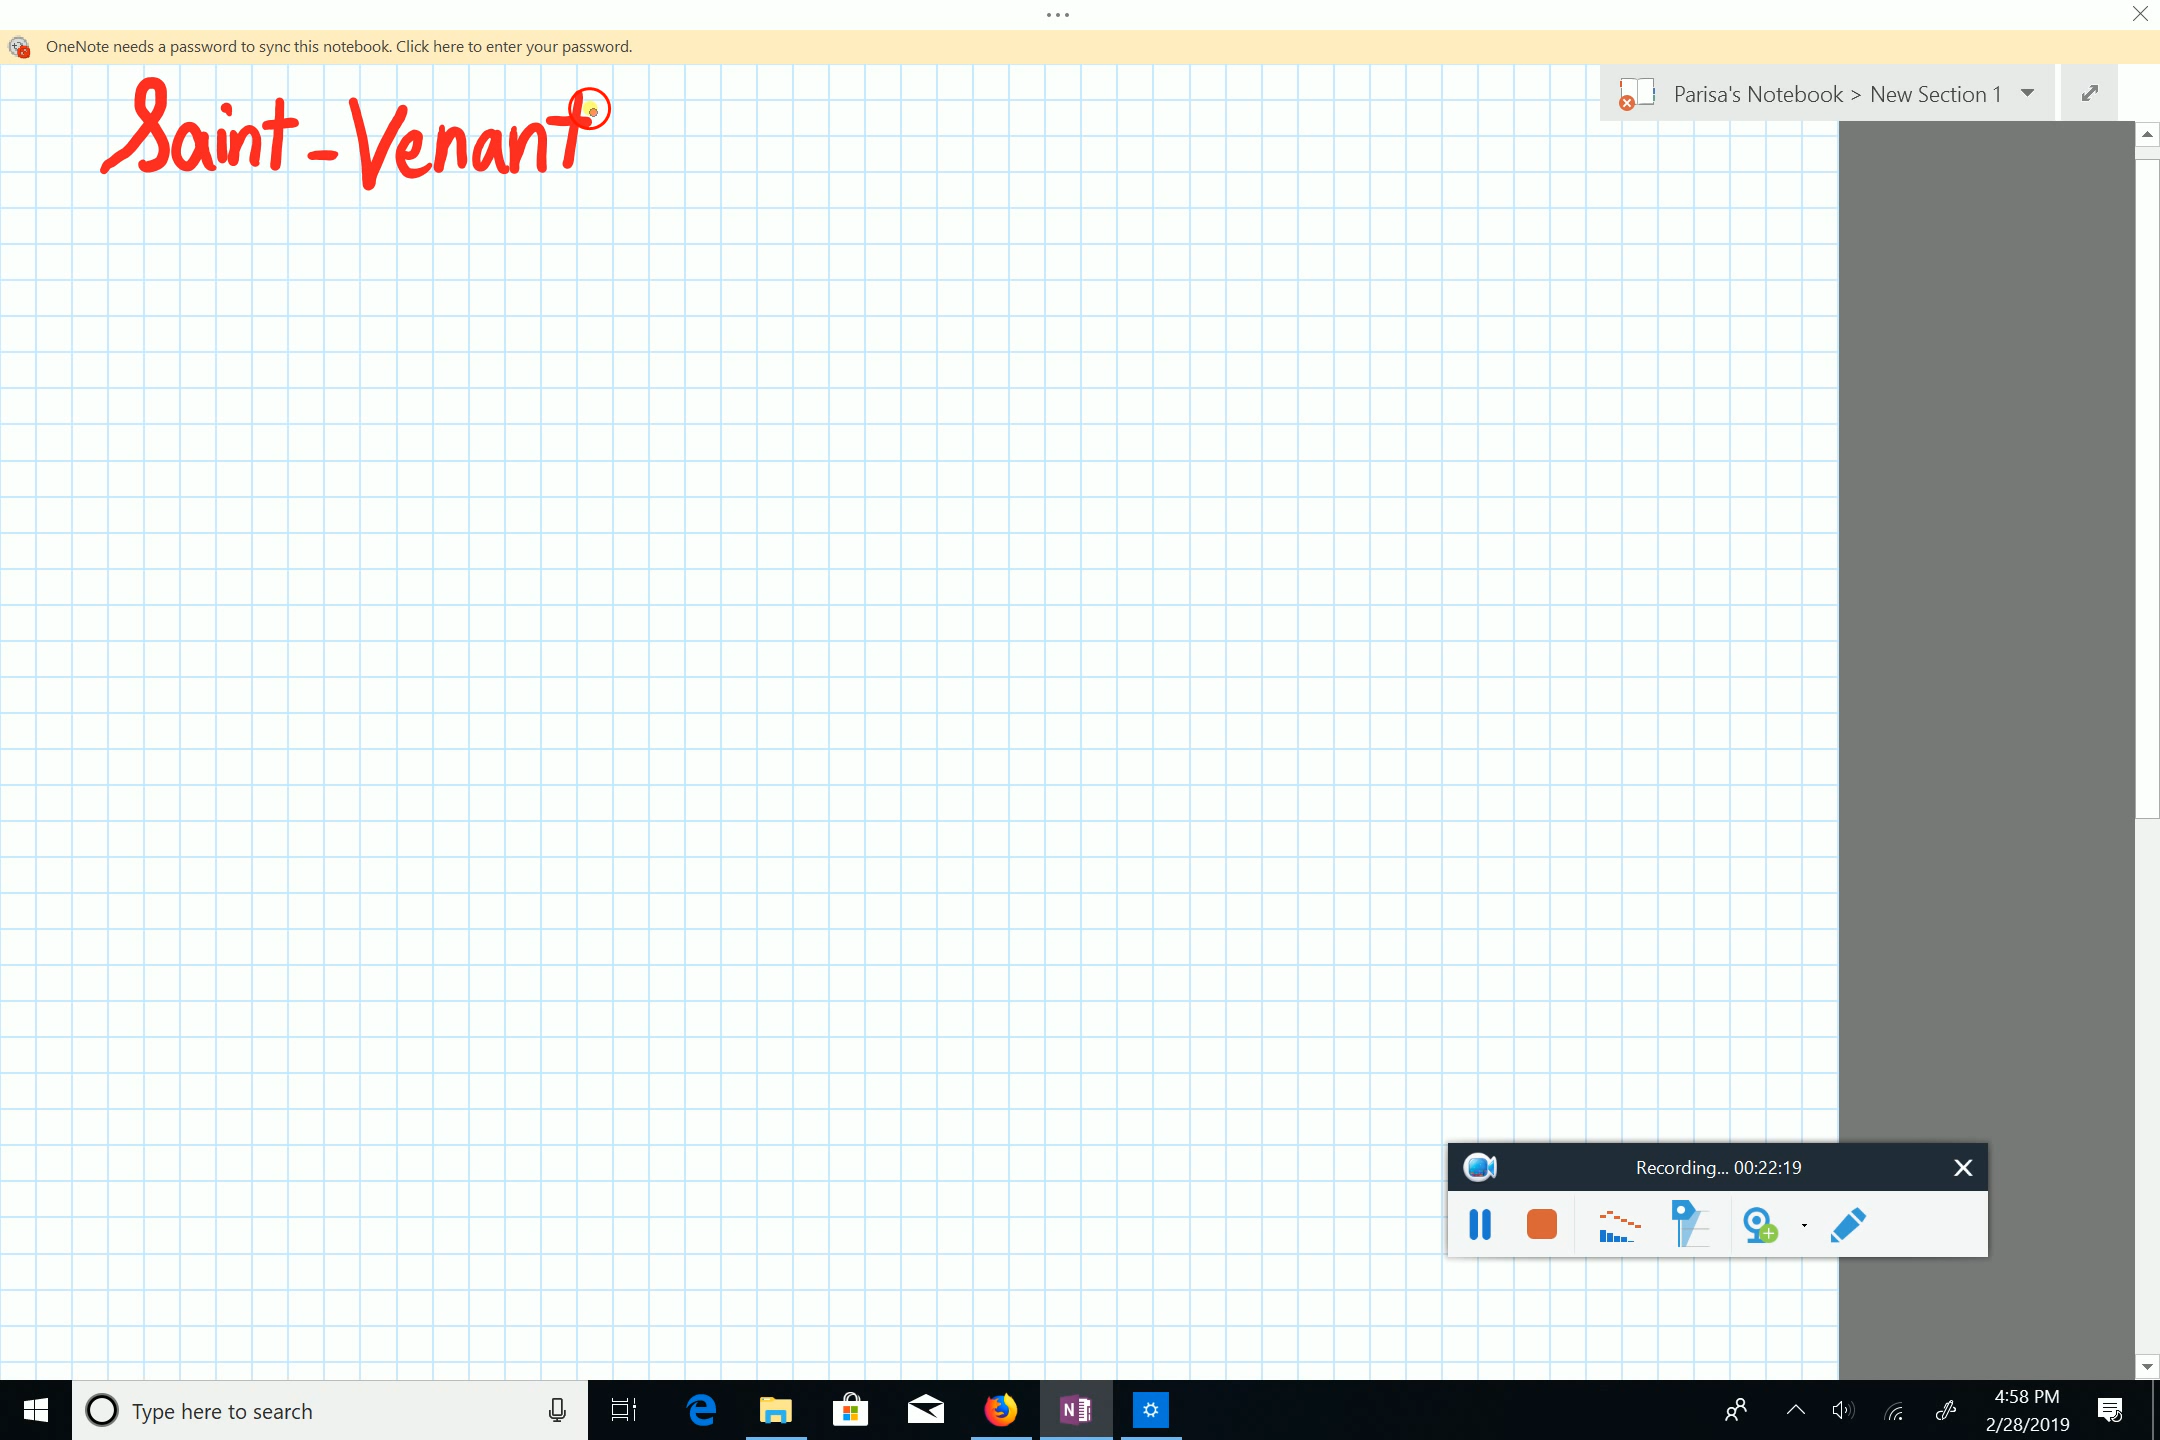 OneNote needs a password to sync this notebook. Click here to enter your password.
Saint-Venant
Parisa's Notebook > New Section 1
Recording... 00:22:19
Type here to search
4:58 PM
2/28/2019